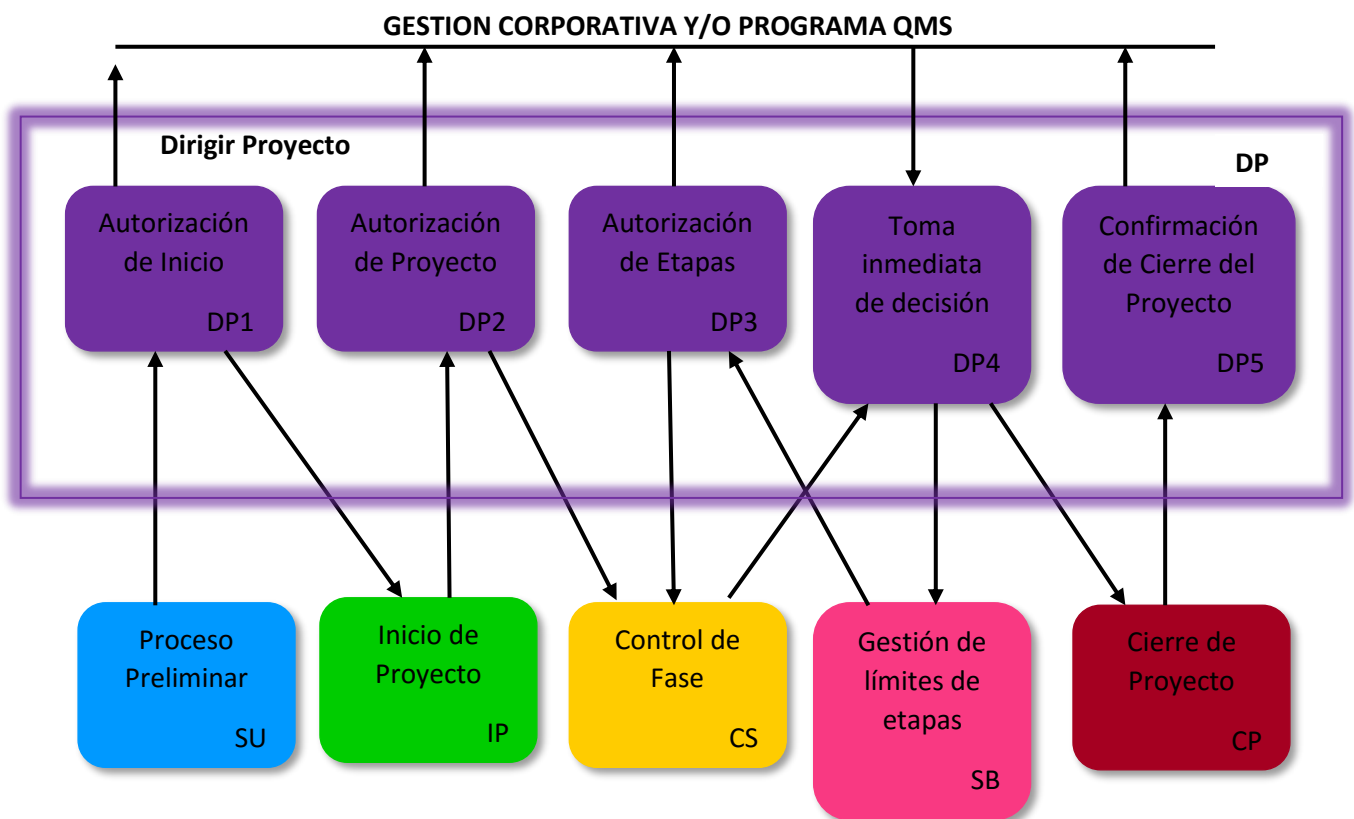 GESTION CORPORATIVA Y/O PROGRAMA QMS
Dirigir Proyecto
DP
Autorización
de Inicio
DP1
Autorización
de Proyecto
DP2
Autorización
de Etapas
DP3
Toma
inmediata
de decisión
DP4
Confirmación
de Cierre del
Proyecto
DP5
Proceso
Preliminar
SU
Inicio de
Proyecto
IP
Control de
Fase
CS
Gestión de
límites de
etapas
SB
Cierre de
Proyecto
CP